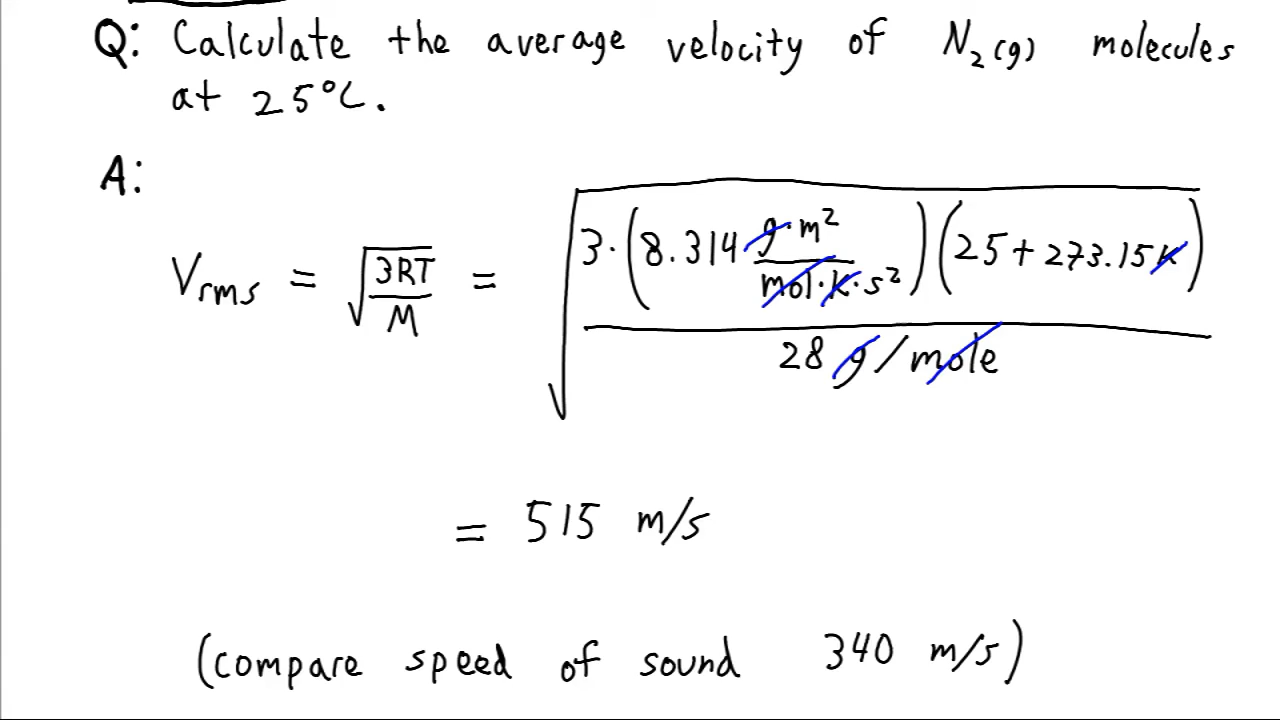 Q: Calculate the average velocity of N₂(g) molecules
at 25°C.
A:
Vrms = √(3RT/M) = √(3·(8.314 g·m²/mol·K·s²)(25 + 273.15K) / 28 g/mole)
= 515 m/s
(compare speed of sound 340 m/s)